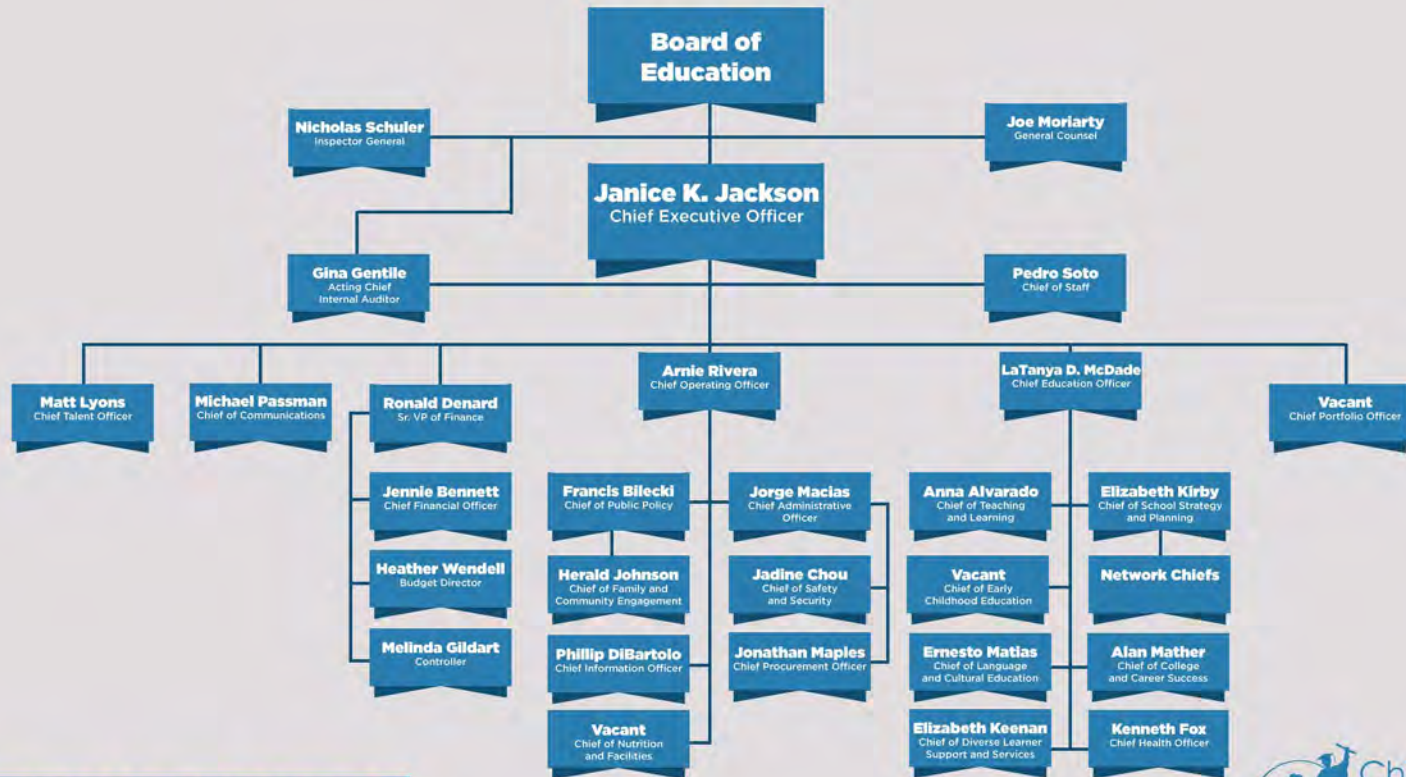 Board of
Education
Nicholas Schuler
Inspector General
Joe Moriarty
General Counsel
Janice K. Jackson
Chief Executive Officer
Gina Gentile
Acting Chief
Internal Auditor
Pedro Soto
Chief of Staff
Matt Lyons
Chief Talent Officer
Michael Passman
Chief of Communications
Ronald Denard
Sr. VP of Finance
Arnie Rivera
Chief Operating Officer
LaTanya D. McDade
Chief Education Officer
Vacant
Chief Portfolio Officer
Jennie Bennett
Chief Financial Officer
Heather Wendell
Budget Director
Melinda Gildart
Controller
Francis Bilecki
Chief of Public Policy
Jorge Macias
Chief Administrative
Officer
Herald Johnson
Chief of Family and
Community Engagement
Jadine Chou
Chief of Safety
and Security
Phillip DiBartolo
Chief Information Officer
Jonathan Maples
Chief Procurement Officer
Vacant
Chief of Nutrition
and Facilities
Anna Alvarado
Chief of Teaching
and Learning
Elizabeth Kirby
Chief of School Strategy
and Planning
Vacant
Chief of Early
Childhood Education
Network Chiefs
Ernesto Matias
Chief of Language
and Cultural Education
Alan Mather
Chief of College
and Career Success
Elizabeth Keenan
Chief of Diverse Learner
Support and Services
Kenneth Fox
Chief Health Officer
Ch